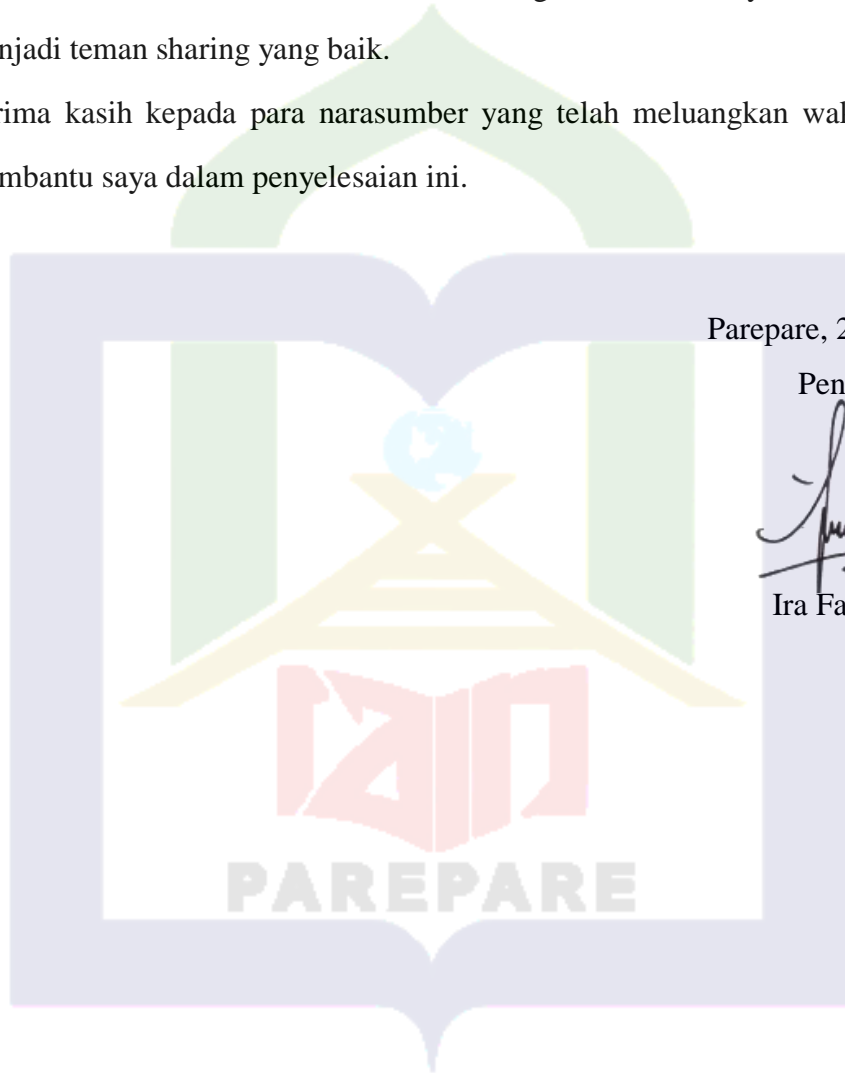 njadi teman sharing yang baik.
rima kasih kepada para narasumber yang telah meluangkan wak
mbantu saya dalam penyelesaian ini.
Parepare, 2
Pen
Ira Fa
iain
PAREPARE